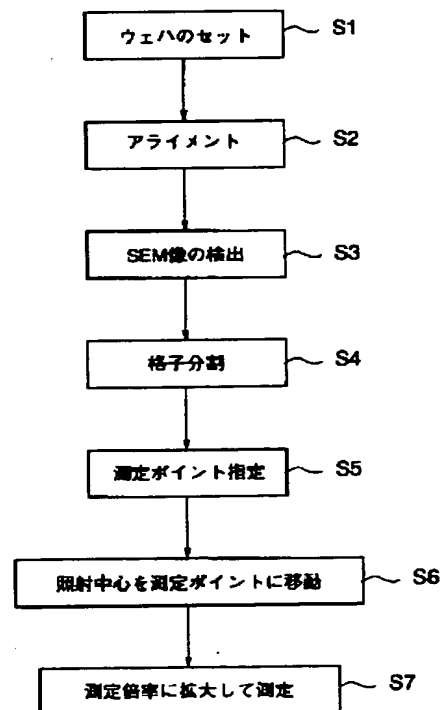 ウェハのセット S1
アライメント S2
SEM像の検出 S3
格子分割 S4
測定ポイント指定 S5
照射中心を測定ポイントに移動 S6
測定倍率に拡大して測定 S7